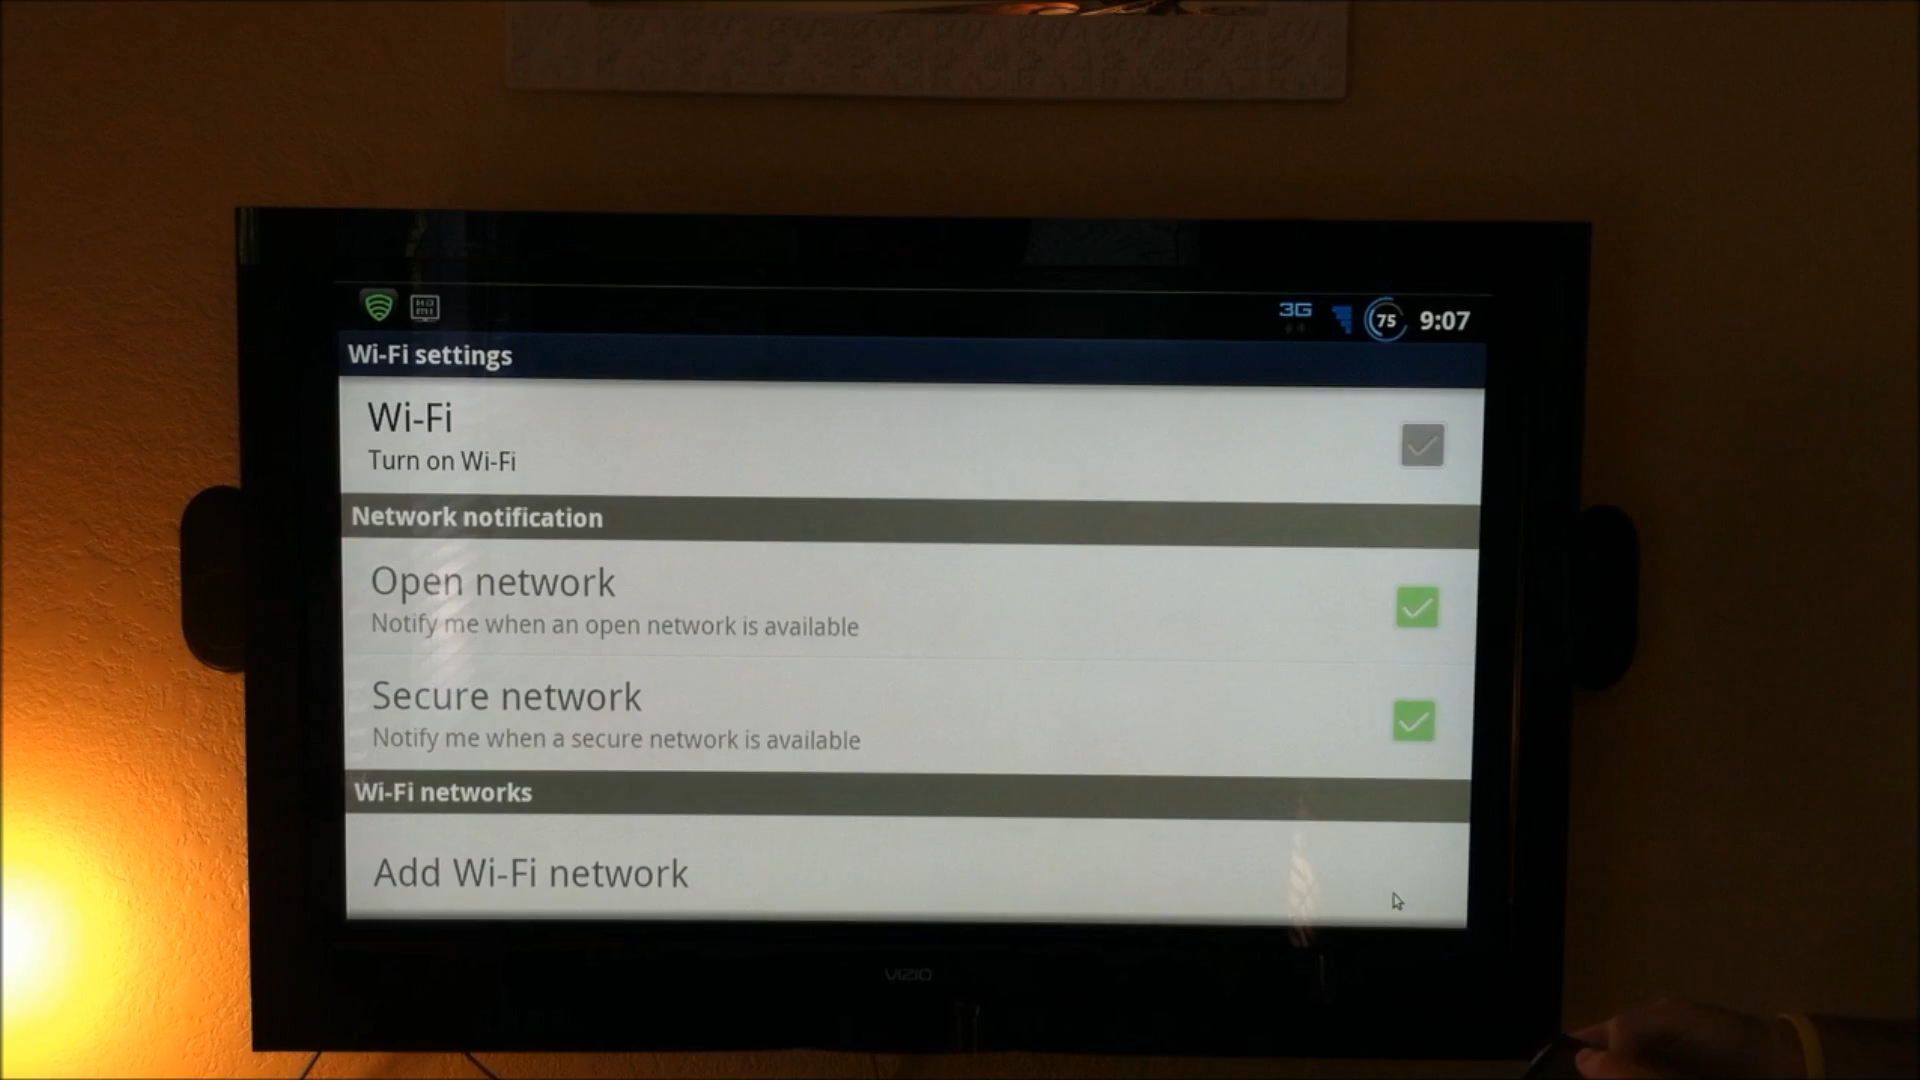 HD
MI
3G
75
9:07
Wi-Fi settings
Wi-Fi
Turn on Wi-Fi
Network notification
Open network
Notify me when an open network is available
Secure network
Notify me when a secure network is available
Wi-Fi networks
Add Wi-Fi network
VIZIO